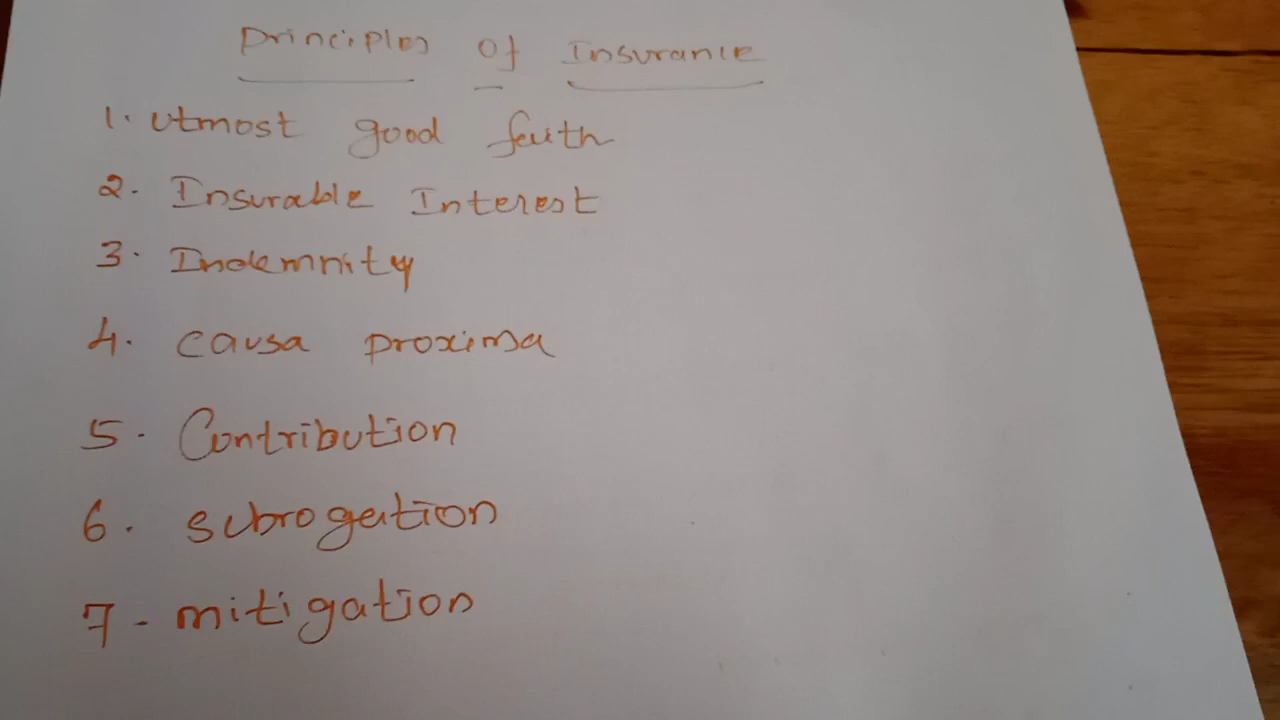 Principles of Insurance
1. Utmost good faith
2. Insurable Interest
3. Indemnity
4. causa proxima
5. Contribution
6. subrogation
7- mitigation